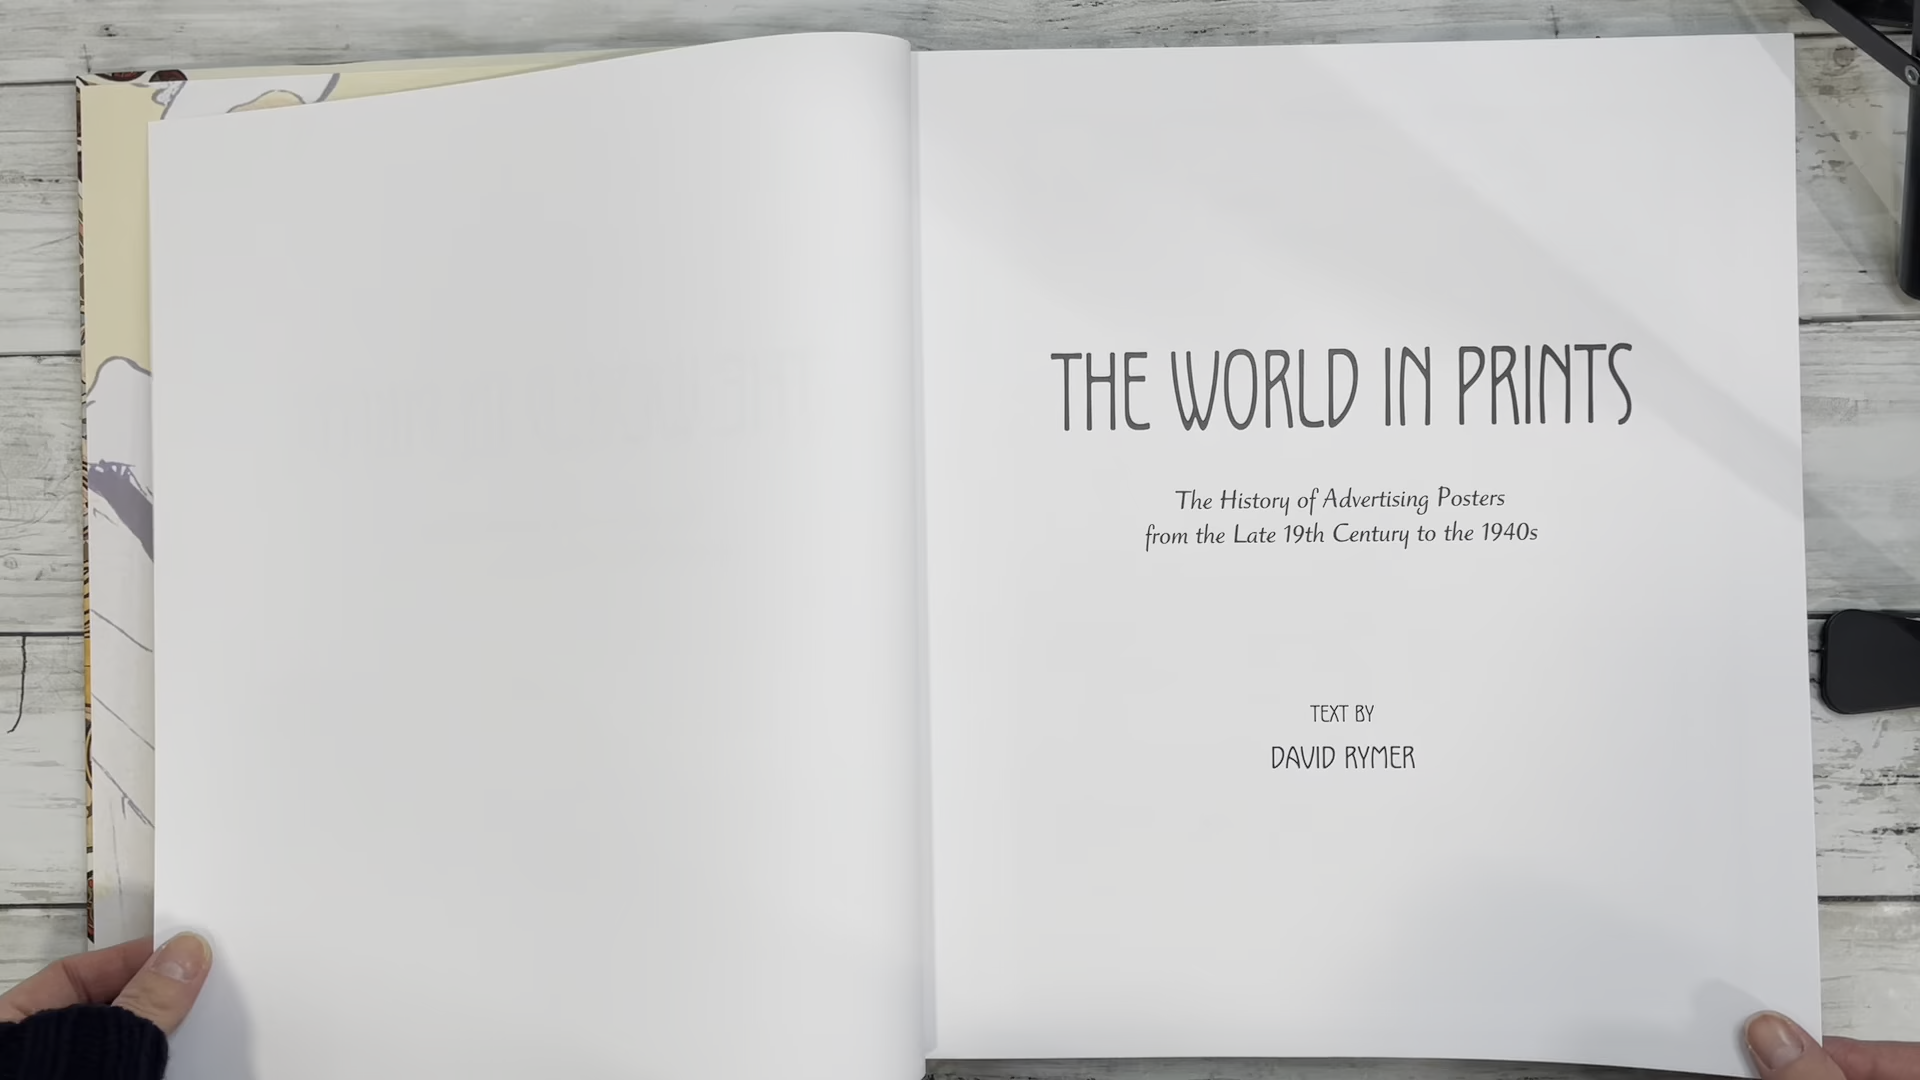 THE WORLD IN PRINTS
The History of Advertising Posters
from the Late 19th Century to the 1940s
TEXT BY
DAVID RYMER